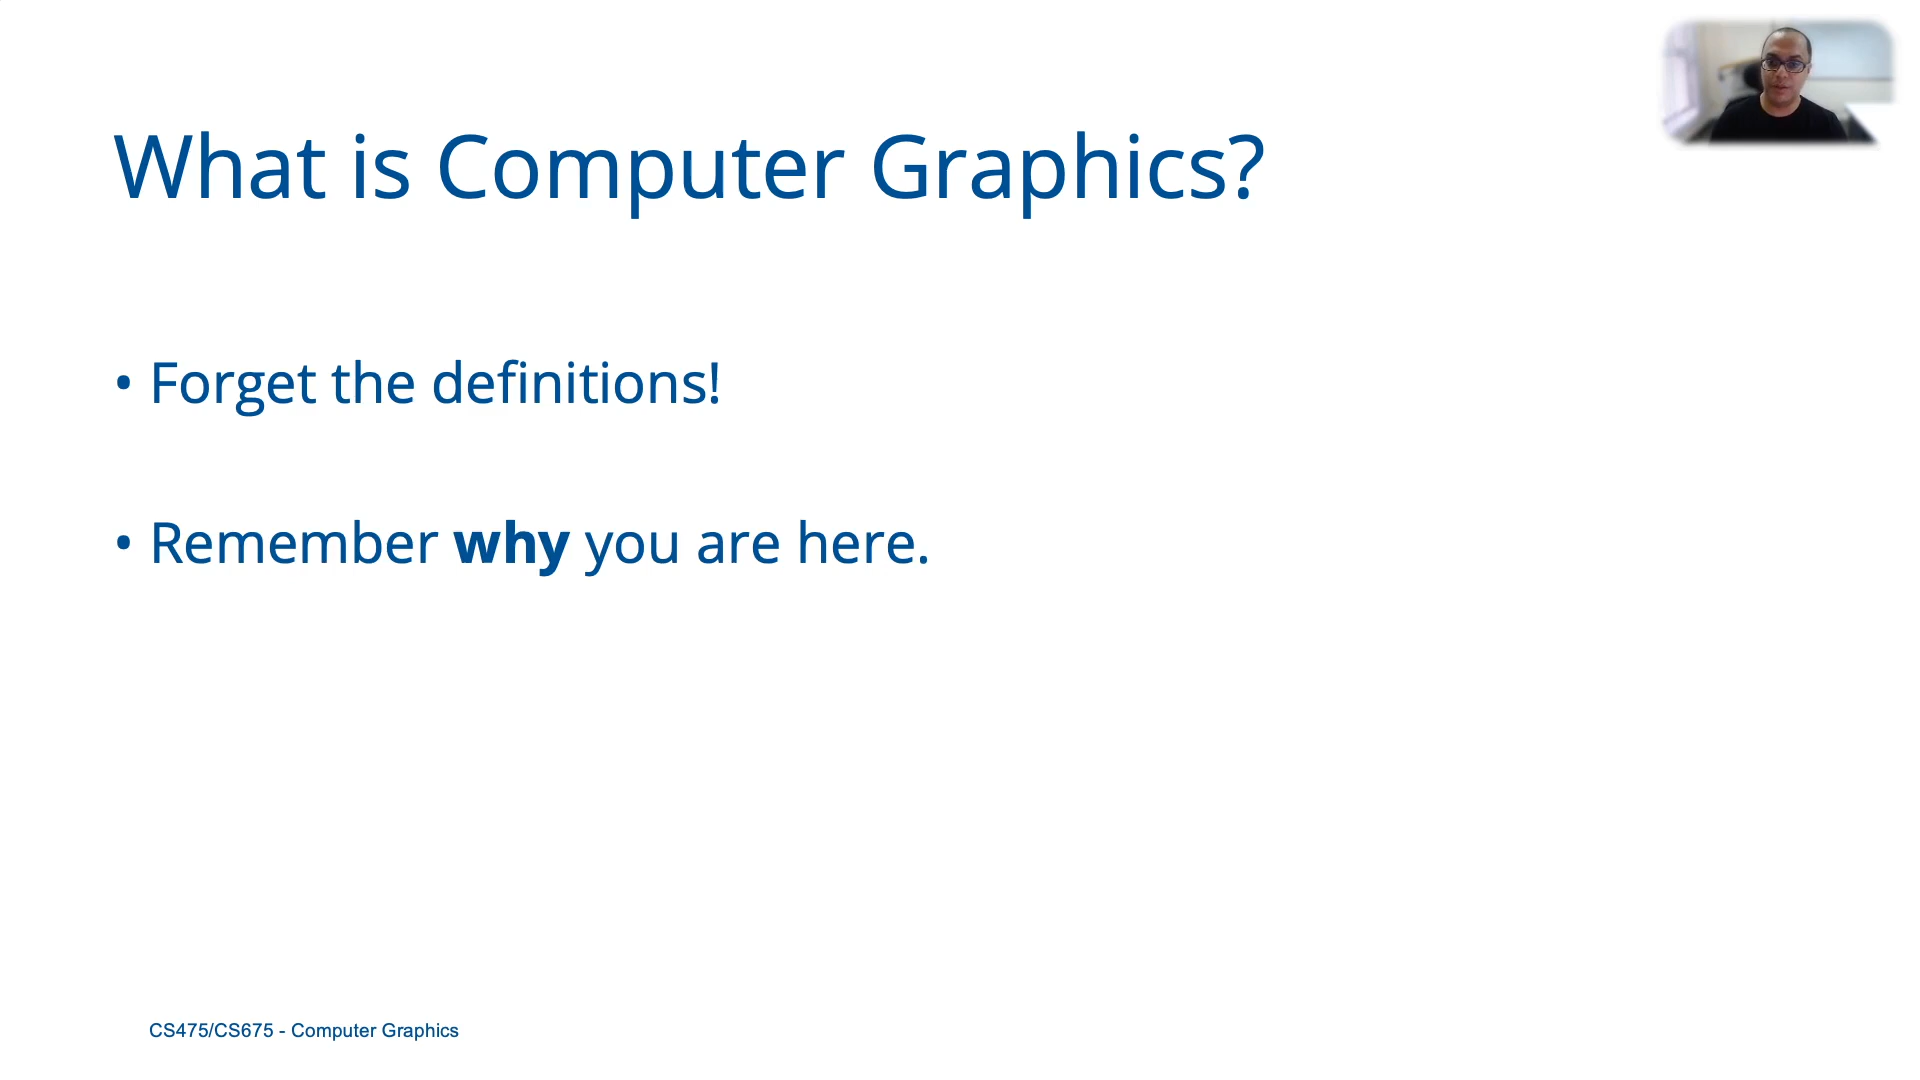 What is Computer Graphics?
• Forget the definitions!
• Remember why you are here.
CS475/CS675 - Computer Graphics